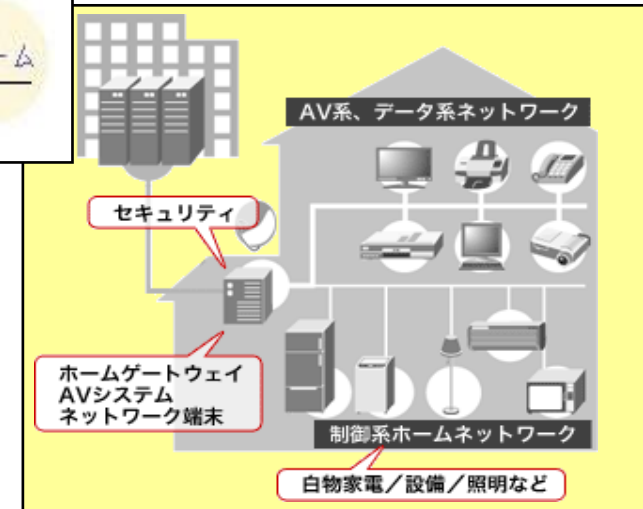 ム
AV系、データ系ネットワーク
セキュリティ
ホームゲートウェイ
AVシステム
ネットワーク端末
制御系ホームネットワーク
白物家電／設備／照明など